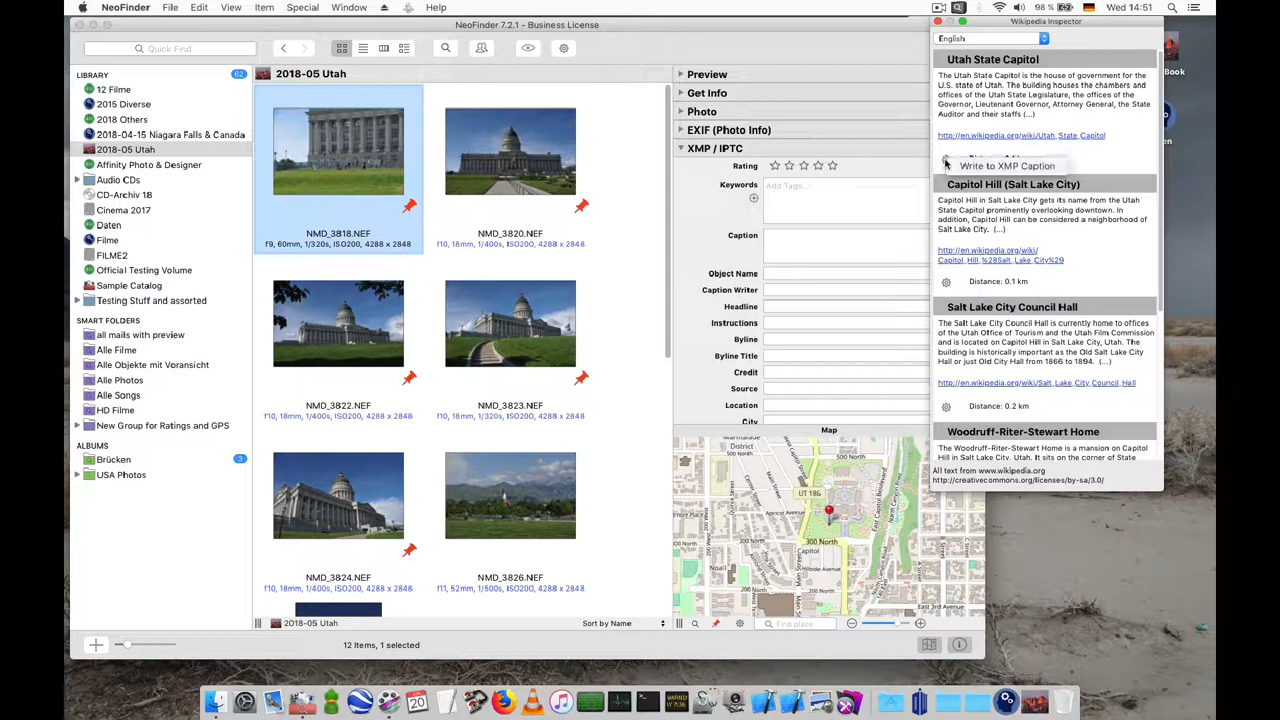 NeoFinder File Edit View Item Special Window Help
98 % Wed 14:51
NeoFinder 7.2.1 - Business License
Quick Find
LIBRARY
62
12 Filme
2015 Diverse
2018 Others
2018-04-15 Niagara Falls & Canada
2018-05 Utah
Affinity Photo & Designer
Audio CDs
CD-Archiv 18
Cinema 2017
Daten
Filme
FILME2
Official Testing Volume
Sample Catalog
Testing Stuff and assorted
SMART FOLDERS
all mails with preview
Alle Filme
Alle Objekte mit Voransicht
Alle Photos
Alle Songs
HD Filme
New Group for Ratings and GPS
ALBUMS
Brücken
3
USA Photos
2018-05 Utah
NMD_3818.NEF
f9, 60mm, 1/320s, ISO200, 4288 x 2848
NMD_3820.NEF
f10, 18mm, 1/400s, ISO200, 4288 x 2848
NMD_3822.NEF
f10, 18mm, 1/400s, ISO200, 4288 x 2848
NMD_3823.NEF
f10, 18mm, 1/320s, ISO200, 4288 x 2848
NMD_3824.NEF
f10, 18mm, 1/400s, ISO200, 4288 x 2848
NMD_3826.NEF
f11, 52mm, 1/500s, ISO200, 4288 x 2848
2018-05 Utah
Sort by Name
12 Items, 1 selected
Preview
Get Info
Photo
EXIF (Photo Info)
XMP / IPTC
Rating
Keywords
Add Tags...
Caption
Object Name
Caption Writer
Headline
Instructions
Byline
Byline Title
Credit
Source
Location
City
Map
District
500 North
500 North
UT 186
300 North
Capitol
Noall
Apricot Avenue
Hillside Avenue
East 3rd Avenue
Find place
Wikipedia Inspector
English
Utah State Capitol
The Utah State Capitol is the house of government for the
U.S. state of Utah. The building houses the chambers and
offices of the Utah State Legislature, the offices of the
Governor, Lieutenant Governor, Attorney General, the State
Auditor and their staffs (...)
http://en.wikipedia.org/wiki/Utah_State_Capitol
Write to XMP Caption
Capitol Hill (Salt Lake City)
Capitol Hill in Salt Lake City gets its name from the Utah
State Capitol prominently overlooking downtown. In
addition, Capitol Hill can be considered a neighborhood of
Salt Lake City. (...)
http://en.wikipedia.org/wiki/
Capitol_Hill_%28Salt_Lake_City%29
Distance: 0.1 km
Salt Lake City Council Hall
The Salt Lake City Council Hall is currently home to offices
of the Utah Office of Tourism and the Utah Film Commission
and is located on Capitol Hill in Salt Lake City, Utah. The
building is historically important as the Old Salt Lake City
Hall or just Old City Hall from 1866 to 1894. (...)
http://en.wikipedia.org/wiki/Salt_Lake_City_Council_Hall
Distance: 0.2 km
Woodruff-Riter-Stewart Home
The Woodruff-Riter-Stewart Home is a mansion on Capitol
Hill in Salt Lake City, Utah. It sits on the corner of State
All text from www.wikipedia.org
http://creativecommons.org/licenses/by-sa/3.0/
Book
en
20